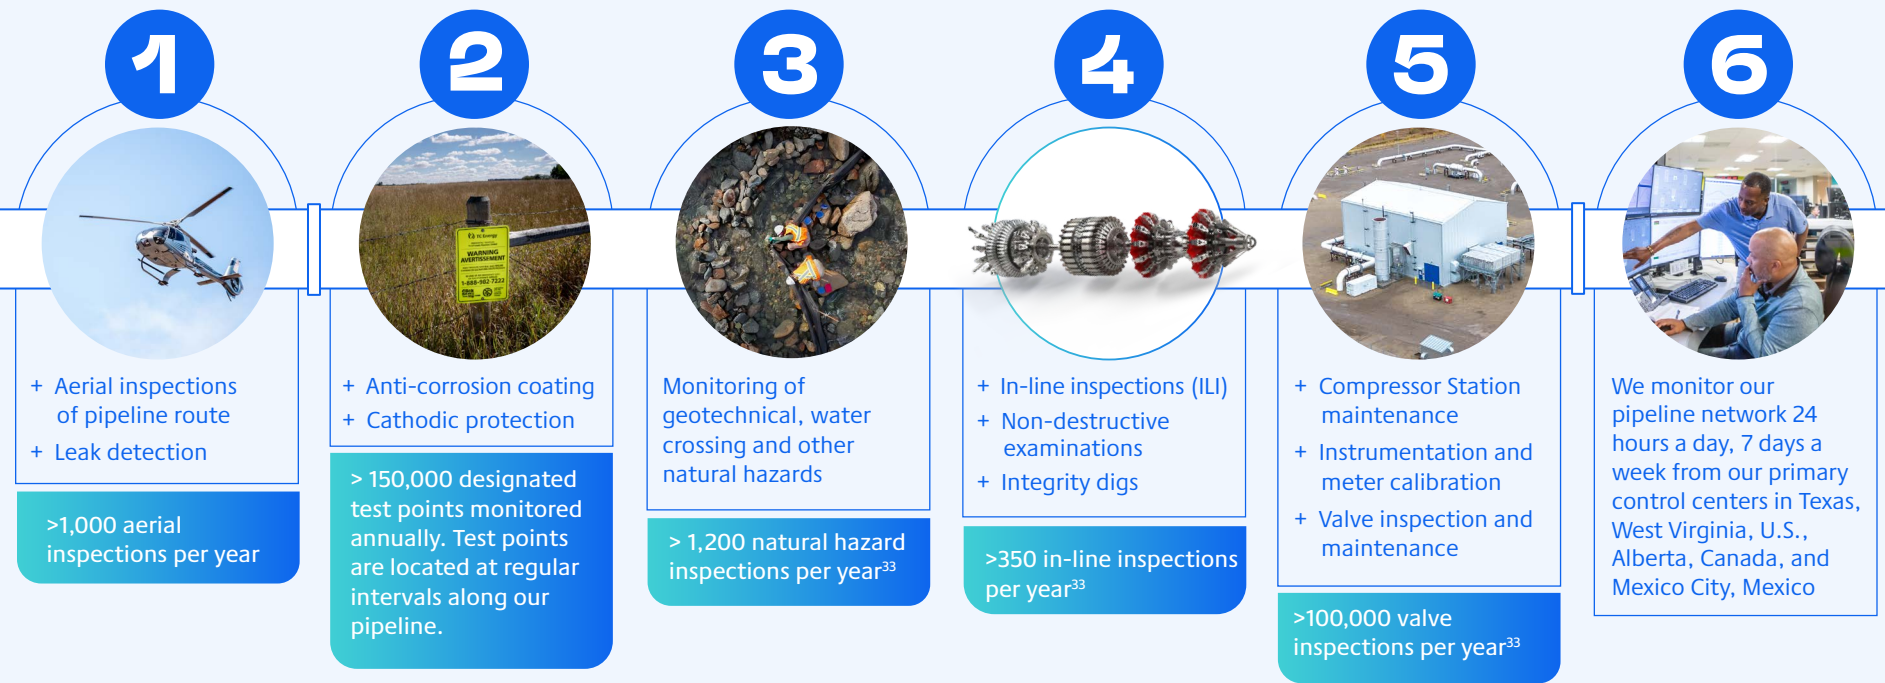 1
+ Aerial inspections
of pipeline route
+ Leak detection
>1,000 aerial
inspections per year
2
TC Energy
WARNING
AVERTISSEMENT
1-888-982-7222
+ Anti-corrosion coating
+ Cathodic protection
> 150,000 designated
test points monitored
annually. Test points
are located at regular
intervals along our
pipeline.
3
Monitoring of
geotechnical, water
crossing and other
natural hazards
> 1,200 natural hazard
inspections per year33
4
+ In-line inspections (ILI)
+ Non-destructive
examinations
+ Integrity digs
>350 in-line inspections
per year33
5
+ Compressor Station
maintenance
+ Instrumentation and
meter calibration
+ Valve inspection and
maintenance
>100,000 valve
inspections per year33
6
We monitor our
pipeline network 24
hours a day, 7 days a
week from our primary
control centers in Texas,
West Virginia, U.S.,
Alberta, Canada, and
Mexico City, Mexico